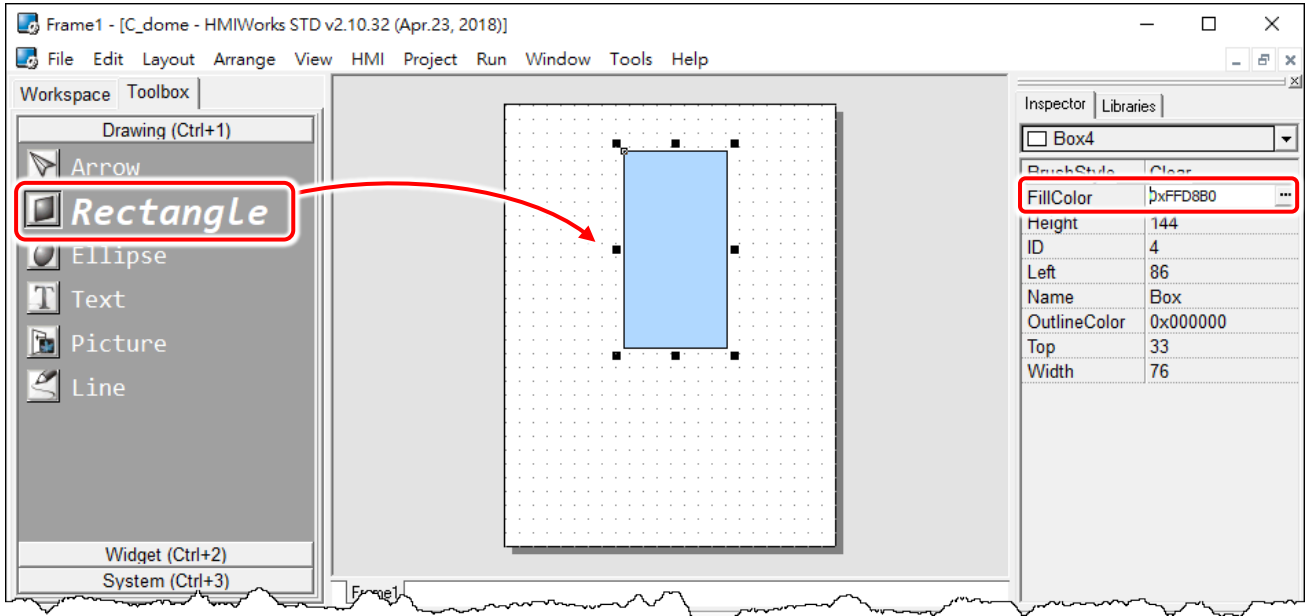 Frame1 - [C_dome - HMIWorks STD v2.10.32 (Apr.23, 2018)]
File Edit Layout Arrange View HMI Project Run Window Tools Help
Workspace Toolbox
Drawing (Ctrl+1)
Arrow
Rectangle
Ellipse
Text
Picture
Line
Widget (Ctrl+2)
System (Ctrl+3)
Frame1
Inspector Libraries
Box4
BrushStyle Clear
FillColor 0xFFD8B0 ...
Height 144
ID 4
Left 86
Name Box
OutlineColor 0x000000
Top 33
Width 76